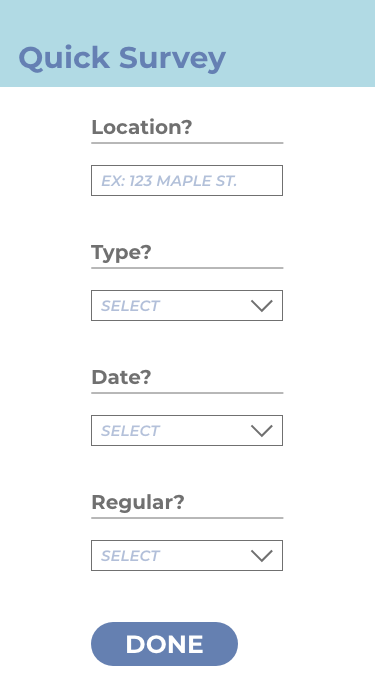 Quick Survey
Location?
EX: 123 MAPLE ST.
Type?
SELECT
Date?
SELECT
Regular?
SELECT
DONE